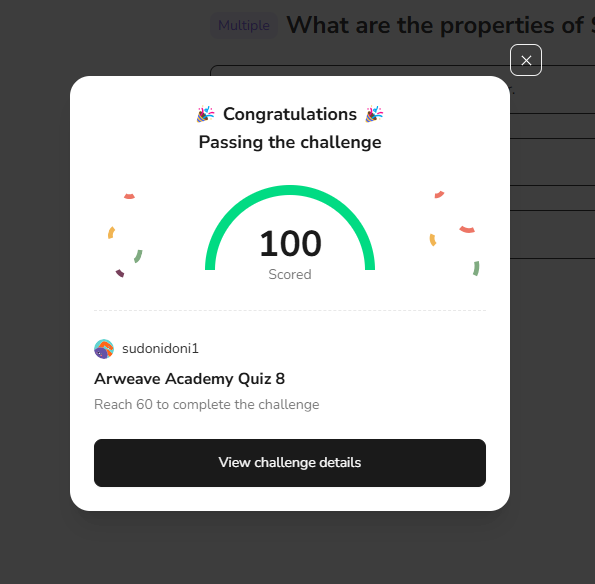 Multiple What are the properties of
Congratulations
Passing the challenge
100
Scored
sudonidoni1
Arweave Academy Quiz 8
Reach 60 to complete the challenge
View challenge details